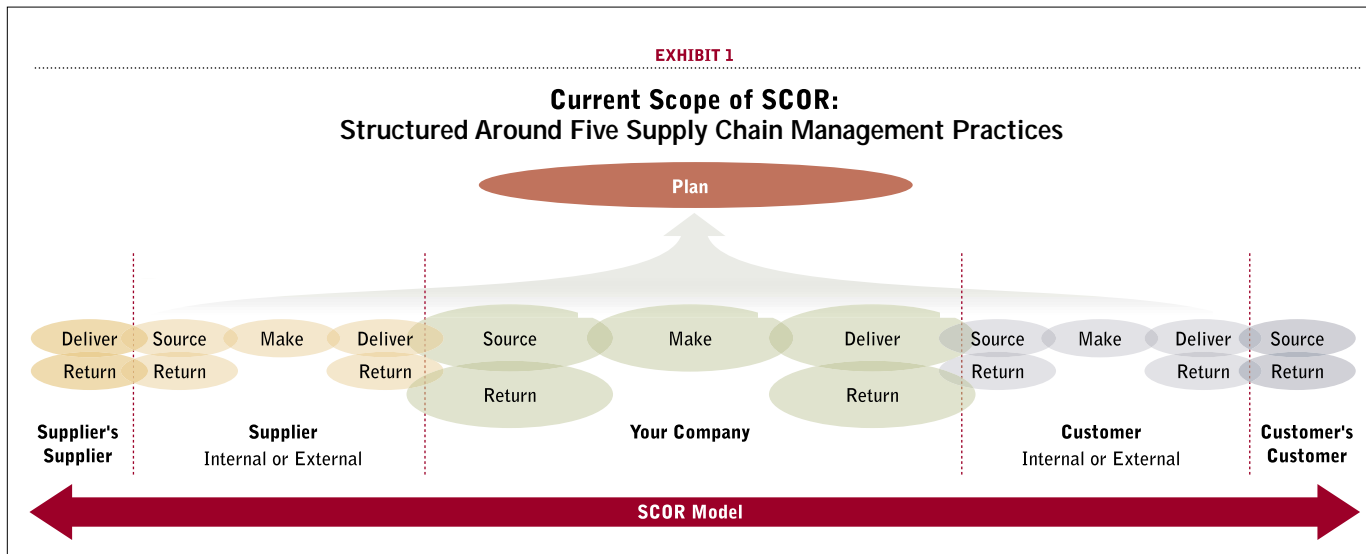 EXHIBIT 1
Current Scope of SCOR:
Structured Around Five Supply Chain Management Practices
Plan
Deliver Source Make Deliver Source Make Deliver Source Make Deliver Source
Return Return Return Return Return
Return Return
Supplier's
Supplier
Supplier
Internal or External
Your Company
Customer
Internal or External
Customer's
Customer
SCOR Model